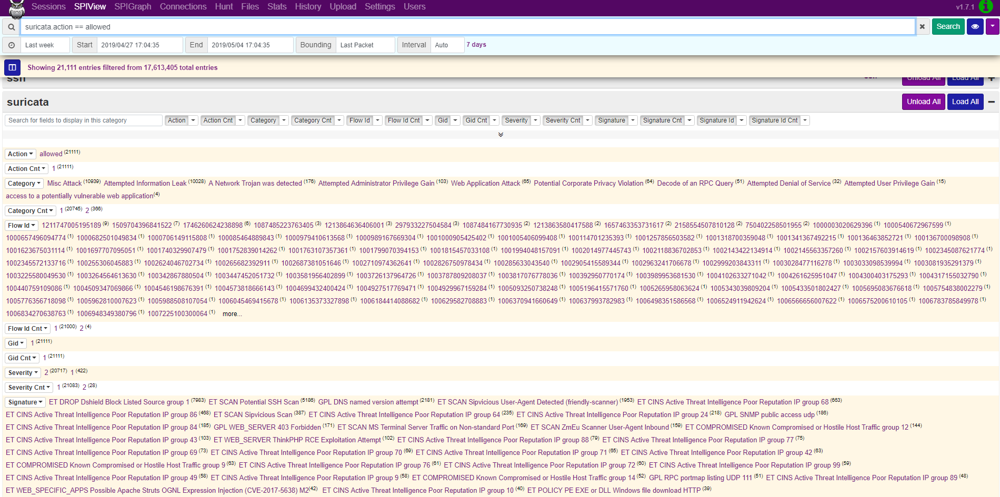 Sessions SPIView SPIGraph Connections Hunt Files Stats History Upload Settings Users v1.7.1
suricata.action == allowed Search
Last week Start 2019/04/27 17:04:35 End 2019/05/04 17:04:35 Bounding Last Packet Interval Auto 7 days
Showing 21,111 entries filtered from 17,613,405 total entries
ssh ssh Unload All Load All
suricata Unload All Load All
Search for fields to display in this category Action Action Cnt Category Category Cnt Flow Id Flow Id Cnt Gid Gid Cnt Severity Severity Cnt Signature Signature Cnt Signature Id Signature Id Cnt
Action allowed (21111)
Action Cnt 1 (21111)
Category Misc Attack (10939) Attempted Information Leak (10028) A Network Trojan was detected (176) Attempted Administrator Privilege Gain (103) Web Application Attack (65) Potential Corporate Privacy Violation (64) Decode of an RPC Query (51) Attempted Denial of Service (32) Attempted User Privilege Gain (15)
access to a potentially vulnerable web application(4)
Category Cnt 1 (20745) 2 (366)
Flow Id 1211747005195189 (9) 1509704396841522 (7) 1746260624238898 (6) 1087485223763405 (3) 1213864636406001 (3) 297933227504584 (3) 1087484167730935 (2) 1213863580417588 (2) 1657463353731617 (2) 2158554507810128 (2) 750402258501955 (2) 1000003020629396 (1) 1000540672967599 (1)
1000657496094774 (1) 1000682501049834 (1) 1000706149115808 (1) 100085464889843 (1) 1000979410613568 (1) 1000989167669304 (1) 1001000905425402 (1) 1001005406099408 (1) 100114701235393 (1) 1001257856503582 (1) 1001318700359048 (1) 1001341367492215 (1) 100136463852721 (1) 100136700098908 (1)
1001623675031114 (1) 1001697707095051 (1) 1001740329907479 (1) 1001752839014262 (1) 1001763107357361 (1) 1001799070394153 (1) 1001815457033108 (1) 1001994048157091 (1) 1002014977445743 (1) 1002118836702853 (1) 1002143422134914 (1) 1002145563357260 (1) 1002157603914619 (1) 1002345087621774 (1)
1002345572133716 (1) 100255306045883 (1) 1002624046702734 (1) 100265682392911 (1) 1002687381051646 (1) 1002710974362641 (1) 1002826750978434 (1) 100285633043540 (1) 1002905415589344 (1) 1002963241706678 (1) 1002999203843311 (1) 1003028477116278 (1) 1003033098539994 (1) 1003081935291379 (1)
1003225580049530 (1) 1003264564613630 (1) 100342867880504 (1) 1003447452051732 (1) 1003581956402899 (1) 1003726137964726 (1) 1003787809208037 (1) 1003817076778036 (1) 100392950770174 (1) 1003989953681530 (1) 1004102633271042 (1) 1004261625951047 (1) 1004300403175293 (1) 1004317155032790 (1)
100440759109086 (1) 1004509347069866 (1) 1004546198676391 (1) 1004573818666143 (1) 1004699432400424 (1) 1004927517769471 (1) 1004929967159284 (1) 1005093250738248 (1) 1005196415571760 (1) 1005265958063624 (1) 1005343039809204 (1) 1005433501802427 (1) 1005695083676618 (1) 1005754838002279 (1)
1005776356718098 (1) 1005962810007623 (1) 1005988508107054 (1) 1006045469415678 (1) 1006135373327898 (1) 1006184414088682 (1) 100629582708883 (1) 1006370941660649 (1) 100637993782983 (1) 1006498351586568 (1) 1006524911942624 (1) 1006566656007622 (1) 1006575200610105 (1) 1006783785849978 (1)
1006834270638763 (1) 1006948349380796 (1) 1007225100300064 (1) more...
Flow Id Cnt 1 (21000) 2 (4)
Gid 1 (21111)
Gid Cnt 1 (21111)
Severity 2 (20717) 1 (422)
Severity Cnt 1 (21083) 2 (28)
Signature ET DROP Dshield Block Listed Source group 1 (7983) ET SCAN Potential SSH Scan (5186) GPL DNS named version attempt (2181) ET SCAN Sipvicious User-Agent Detected (friendly-scanner) (1953) ET CINS Active Threat Intelligence Poor Reputation IP group 68 (663)
ET CINS Active Threat Intelligence Poor Reputation IP group 86 (468) ET SCAN Sipvicious Scan (387) ET CINS Active Threat Intelligence Poor Reputation IP group 64 (235) ET CINS Active Threat Intelligence Poor Reputation IP group 24 (218) GPL SNMP public access udp (186)
ET CINS Active Threat Intelligence Poor Reputation IP group 84 (185) GPL WEB_SERVER 403 Forbidden (171) ET SCAN MS Terminal Server Traffic on Non-standard Port (169) ET SCAN ZmEu Scanner User-Agent Inbound (159) ET COMPROMISED Known Compromised or Hostile Host Traffic group 12 (144)
ET CINS Active Threat Intelligence Poor Reputation IP group 43 (103) ET WEB_SERVER ThinkPHP RCE Exploitation Attempt (102) ET CINS Active Threat Intelligence Poor Reputation IP group 88 (79) ET CINS Active Threat Intelligence Poor Reputation IP group 77 (75)
ET CINS Active Threat Intelligence Poor Reputation IP group 69 (73) ET CINS Active Threat Intelligence Poor Reputation IP group 70 (69) ET CINS Active Threat Intelligence Poor Reputation IP group 71 (65) ET CINS Active Threat Intelligence Poor Reputation IP group 42 (63)
ET COMPROMISED Known Compromised or Hostile Host Traffic group 9 (63) ET CINS Active Threat Intelligence Poor Reputation IP group 76 (61) ET CINS Active Threat Intelligence Poor Reputation IP group 72 (60) ET CINS Active Threat Intelligence Poor Reputation IP group 99 (59)
ET CINS Active Threat Intelligence Poor Reputation IP group 49 (58) ET CINS Active Threat Intelligence Poor Reputation IP group 9 (58) ET COMPROMISED Known Compromised or Hostile Host Traffic group 14 (52) GPL RPC portmap listing UDP 111 (51) ET CINS Active Threat Intelligence Poor Reputation IP group 89 (48)
ET WEB_SPECIFIC_APPS Possible Apache Struts OGNL Expression Injection (CVE-2017-5638) M2(42) ET CINS Active Threat Intelligence Poor Reputation IP group 10 (40) ET POLICY PE EXE or DLL Windows file download HTTP (39)